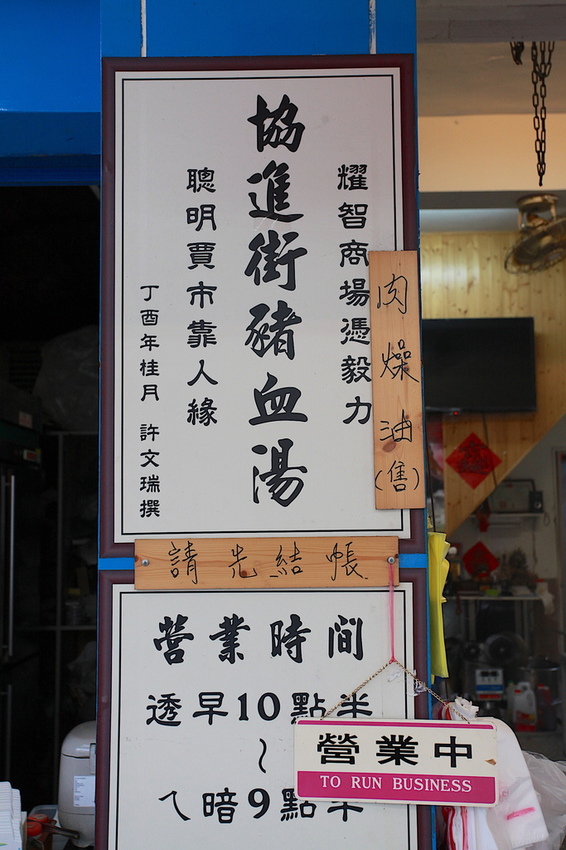 耀智商場憑毅力
協進街豬血湯
聰明賈市靠人緣
丁酉年桂月 許文瑞撰
肉燥油(售)
請先結帳
營業時間
透早10點半
~
ㄟ暗9點半
營業中
TO RUN BUSINESS